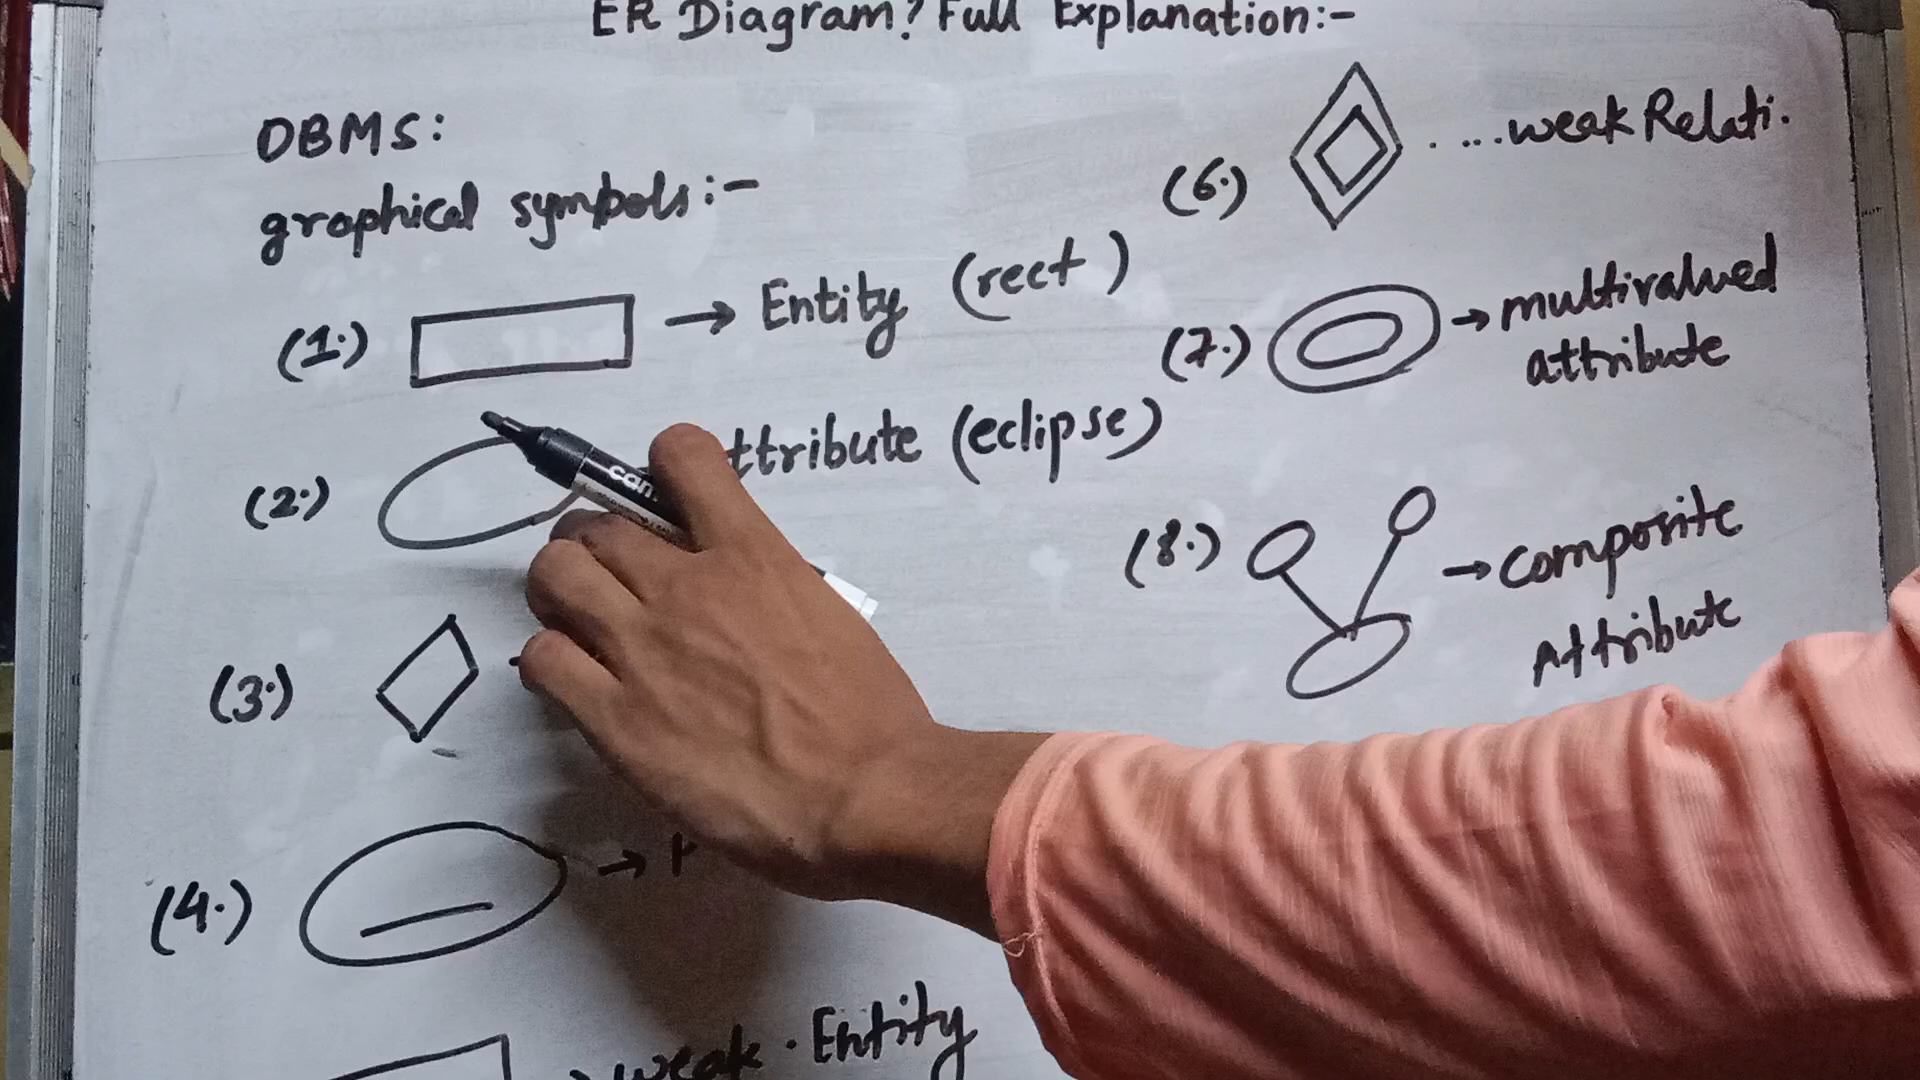 ER Diagram? Full Explanation:-
DBMS:
graphical symbols:-
(1.) → Entity (rect)
(2.) ttribute (eclipse)
(3.)
(4.) →
weak. Entity
(6.) . ...weak Relati.
(7.) → multivalued
attribute
(8.) → composite
Attribute
cam